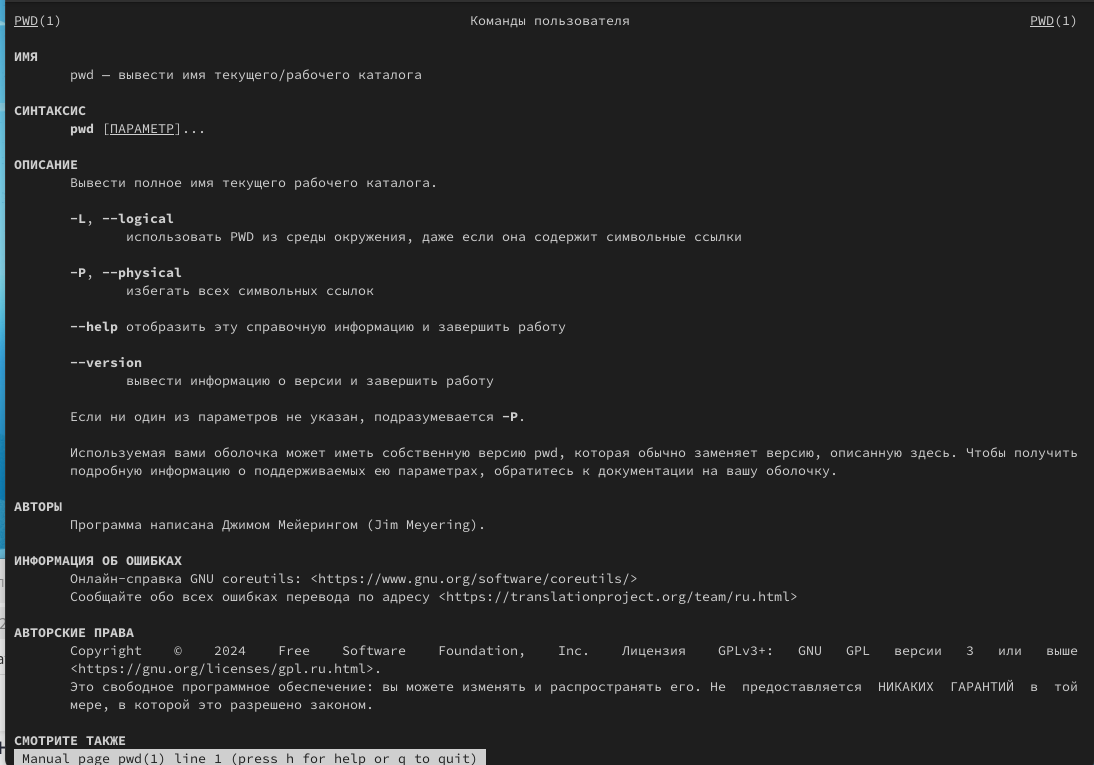 PWD(1) Команды пользователя PWD(1)
ИМЯ
pwd — вывести имя текущего/рабочего каталога
СИНТАКСИС
pwd [ПАРАМЕТР]...
ОПИСАНИЕ
Вывести полное имя текущего рабочего каталога.
-L, --logical
использовать PWD из среды окружения, даже если она содержит символьные ссылки
-P, --physical
избегать всех символьных ссылок
--help отобразить эту справочную информацию и завершить работу
--version
вывести информацию о версии и завершить работу
Если ни один из параметров не указан, подразумевается -P.
Используемая вами оболочка может иметь собственную версию pwd, которая обычно заменяет версию, описанную здесь. Чтобы получить
подробную информацию о поддерживаемых ею параметрах, обратитесь к документации на вашу оболочку.
АВТОРЫ
Программа написана Джимом Мейерингом (Jim Meyering).
ИНФОРМАЦИЯ ОБ ОШИБКАХ
Онлайн-справка GNU coreutils: <https://www.gnu.org/software/coreutils/>
Сообщайте обо всех ошибках перевода по адресу <https://translationproject.org/team/ru.html>
АВТОРСКИЕ ПРАВА
Copyright © 2024 Free Software Foundation, Inc. Лицензия GPLv3+: GNU GPL версии 3 или выше
<https://gnu.org/licenses/gpl.ru.html>.
Это свободное программное обеспечение: вы можете изменять и распространять его. Не предоставляется НИКАКИХ ГАРАНТИЙ в той
мере, в которой это разрешено законом.
СМОТРИТЕ ТАКЖЕ
Manual page pwd(1) line 1 (press h for help or q to quit)